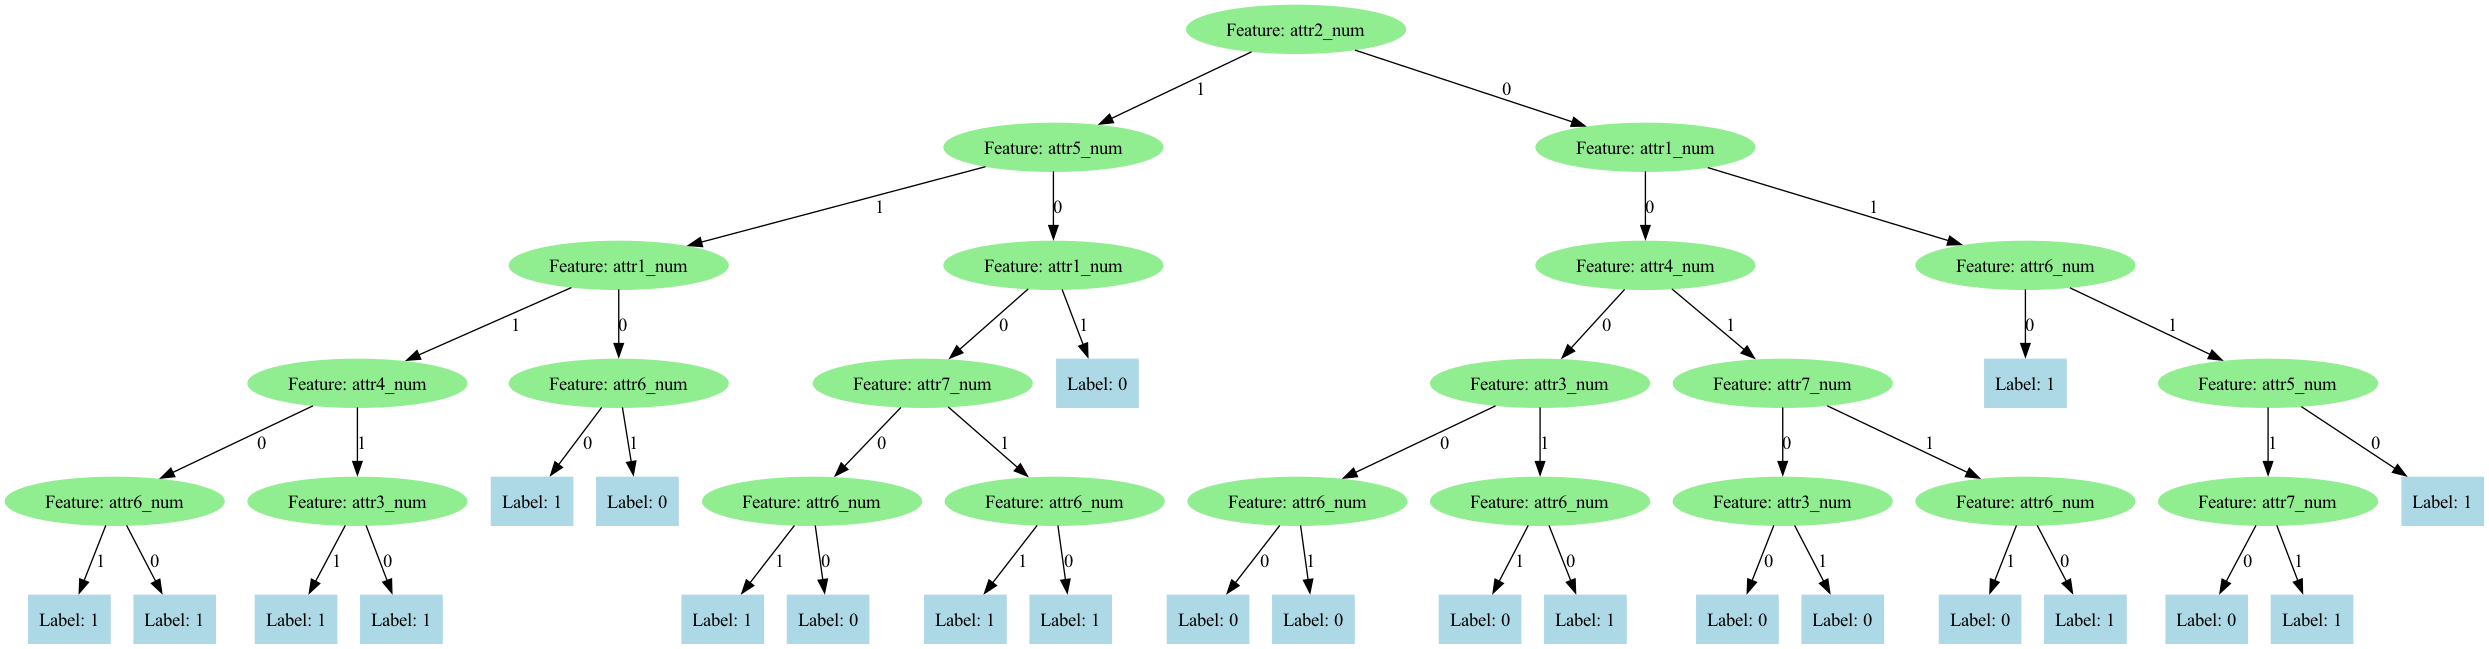 Feature: attr2_num
1
0
Feature: attr5_num
Feature: attr1_num
1
0
0
1
Feature: attr1_num
Feature: attr1_num
Feature: attr4_num
Feature: attr6_num
1
0
0
1
0
1
0
1
Feature: attr4_num
Feature: attr6_num
Feature: attr7_num
Label: 0
Feature: attr3_num
Feature: attr7_num
Label: 1
Feature: attr5_num
0
1
0
1
0
1
0
1
0
1
1
0
Feature: attr6_num
Feature: attr3_num
Label: 1
Label: 0
Feature: attr6_num
Feature: attr6_num
Feature: attr6_num
Feature: attr6_num
Feature: attr3_num
Feature: attr6_num
Feature: attr7_num
Label: 1
1
0
1
0
1
0
1
0
0
1
1
0
0
1
1
0
0
1
Label: 1
Label: 1
Label: 1
Label: 1
Label: 1
Label: 0
Label: 1
Label: 1
Label: 0
Label: 0
Label: 0
Label: 1
Label: 0
Label: 0
Label: 0
Label: 1
Label: 0
Label: 1